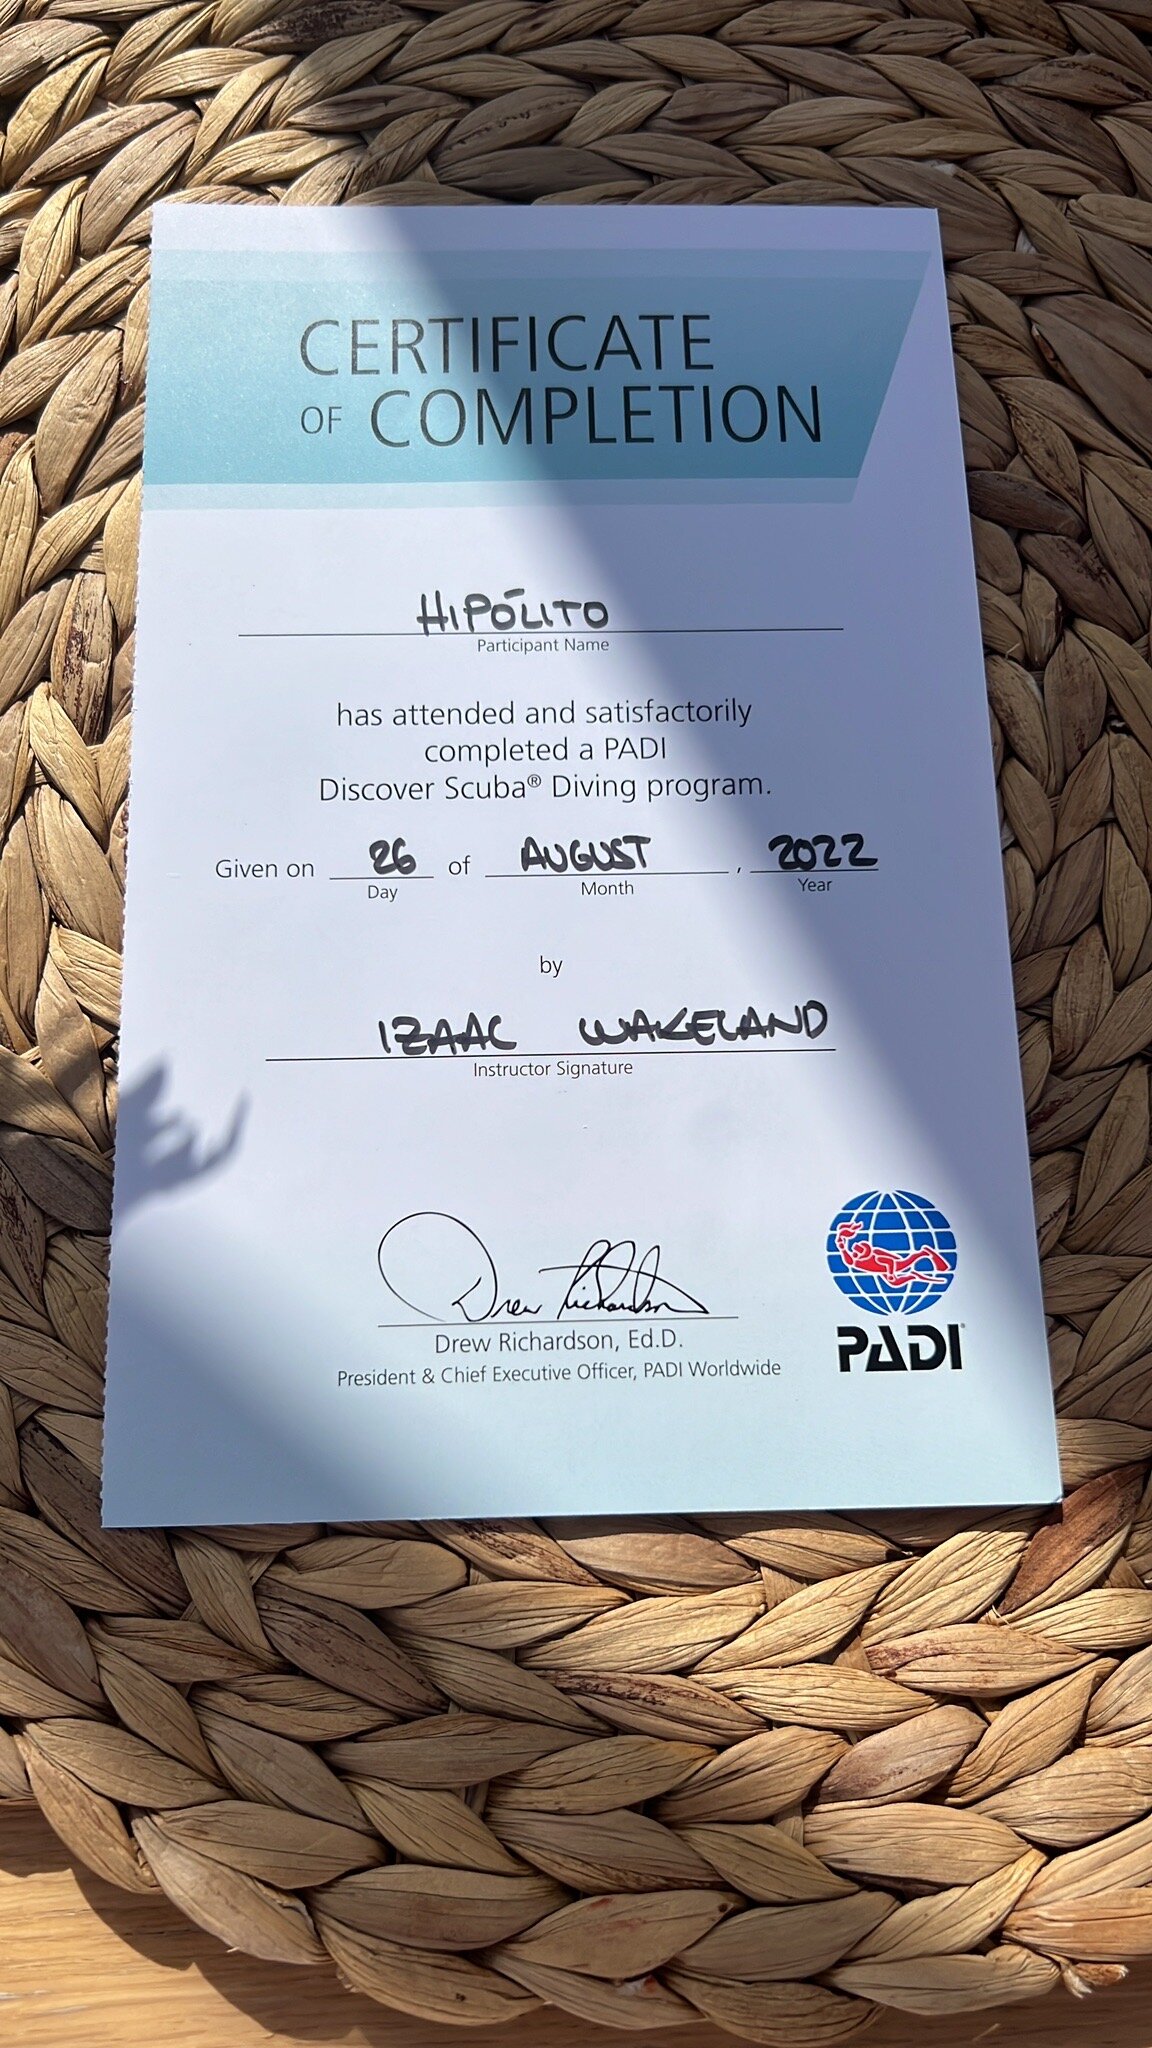 CERTIFICATE
OF COMPLETION
HIPÓLITO
Participant Name
has attended and satisfactorily
completed a PADI
Discover Scuba® Diving program.
Given on 26 of AUGUST, 2022
Day Month Year
by
IZAAC WAKELAND
Instructor Signature
Drew Richardson
Drew Richardson, Ed.D.
President & Chief Executive Officer, PADI Worldwide
PADI